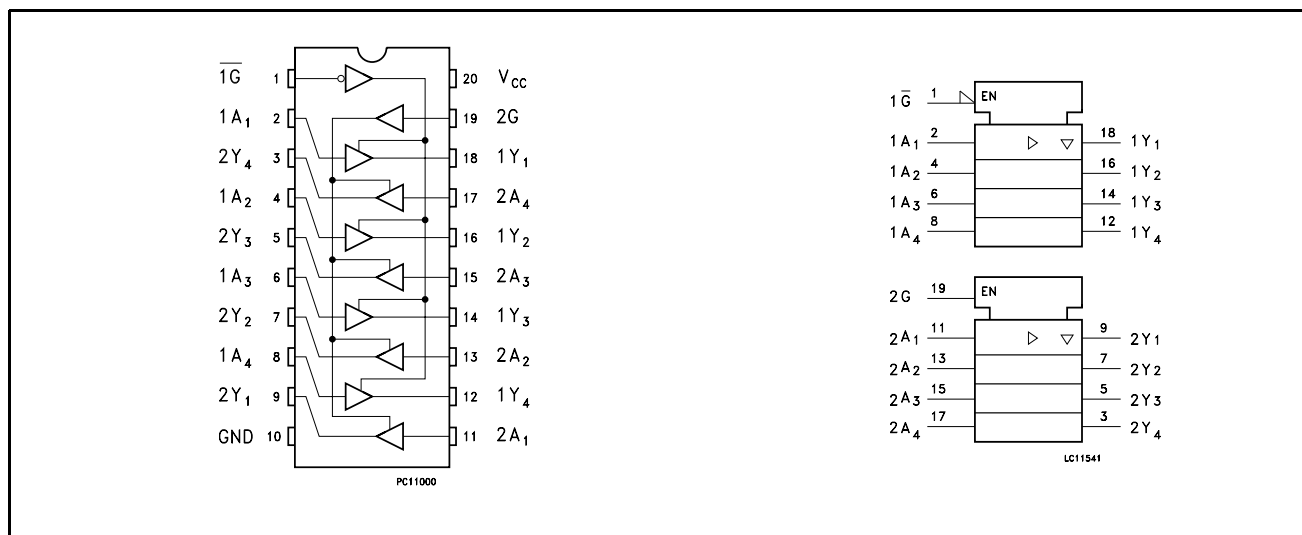 1G 1 20 VCC
1A1 2 19 2G
2Y4 3 18 1Y1
1A2 4 17 2A4
2Y3 5 16 1Y2
1A3 6 15 2A3
2Y2 7 14 1Y3
1A4 8 13 2A2
2Y1 9 12 1Y4
GND 10 11 2A1
PC11000
1G 1 EN
1A1 2 18 1Y1
1A2 4 16 1Y2
1A3 6 14 1Y3
1A4 8 12 1Y4
2G 19 EN
2A1 11 9 2Y1
2A2 13 7 2Y2
2A3 15 5 2Y3
2A4 17 3 2Y4
LC11541